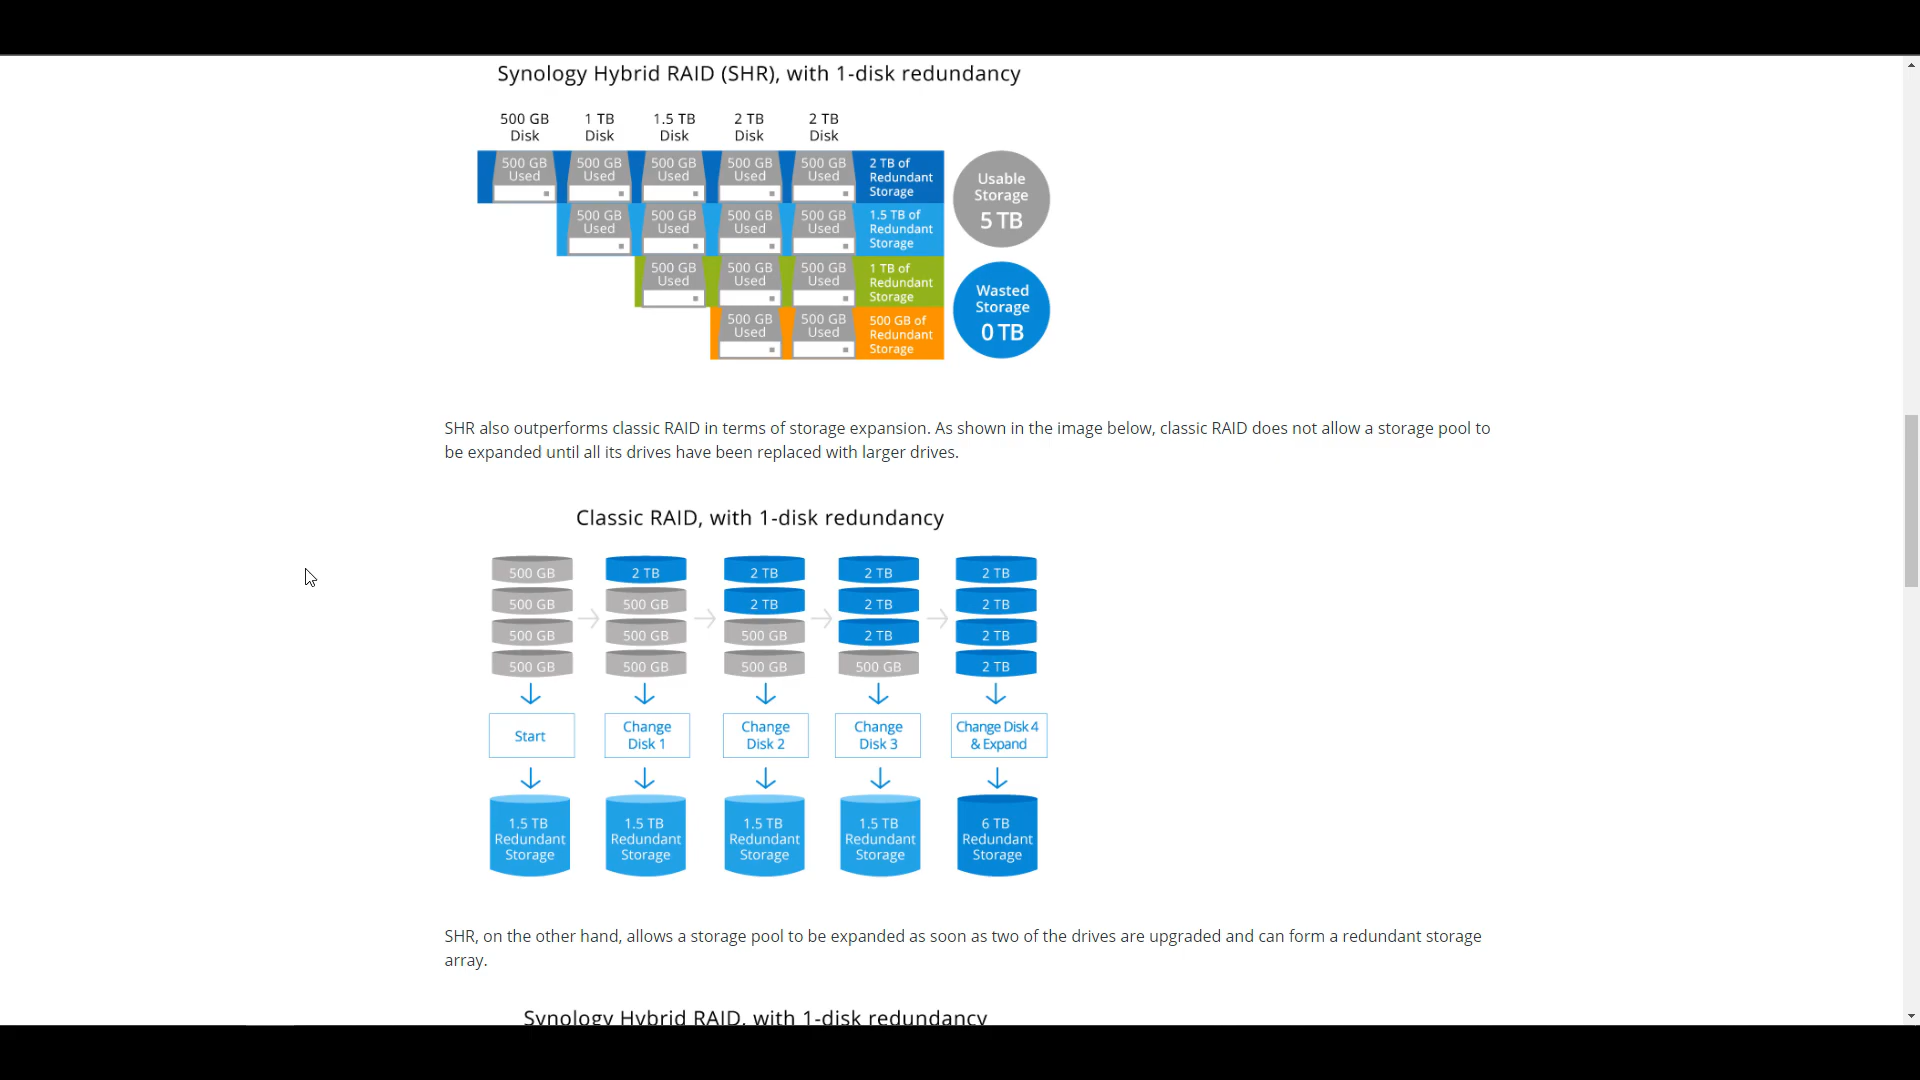 Synology Hybrid RAID (SHR), with 1-disk redundancy
500 GB Disk
1 TB Disk
1.5 TB Disk
2 TB Disk
2 TB Disk
500 GB Used
500 GB Used
500 GB Used
500 GB Used
500 GB Used
2 TB of
Redundant
Storage
500 GB Used
500 GB Used
500 GB Used
500 GB Used
1.5 TB of
Redundant
Storage
500 GB Used
500 GB Used
500 GB Used
1 TB of
Redundant
Storage
500 GB Used
500 GB Used
500 GB of
Redundant
Storage
Usable
Storage
5 TB
Wasted
Storage
0 TB
SHR also outperforms classic RAID in terms of storage expansion. As shown in the image below, classic RAID does not allow a storage pool to
be expanded until all its drives have been replaced with larger drives.
Classic RAID, with 1-disk redundancy
500 GB
2 TB
2 TB
2 TB
2 TB
500 GB
500 GB
2 TB
2 TB
2 TB
500 GB
500 GB
500 GB
2 TB
2 TB
500 GB
500 GB
500 GB
500 GB
2 TB
Start
Change
Disk 1
Change
Disk 2
Change
Disk 3
Change Disk 4
& Expand
1.5 TB
Redundant
Storage
1.5 TB
Redundant
Storage
1.5 TB
Redundant
Storage
1.5 TB
Redundant
Storage
6 TB
Redundant
Storage
SHR, on the other hand, allows a storage pool to be expanded as soon as two of the drives are upgraded and can form a redundant storage
array.
Synology Hybrid RAID, with 1-disk redundancy